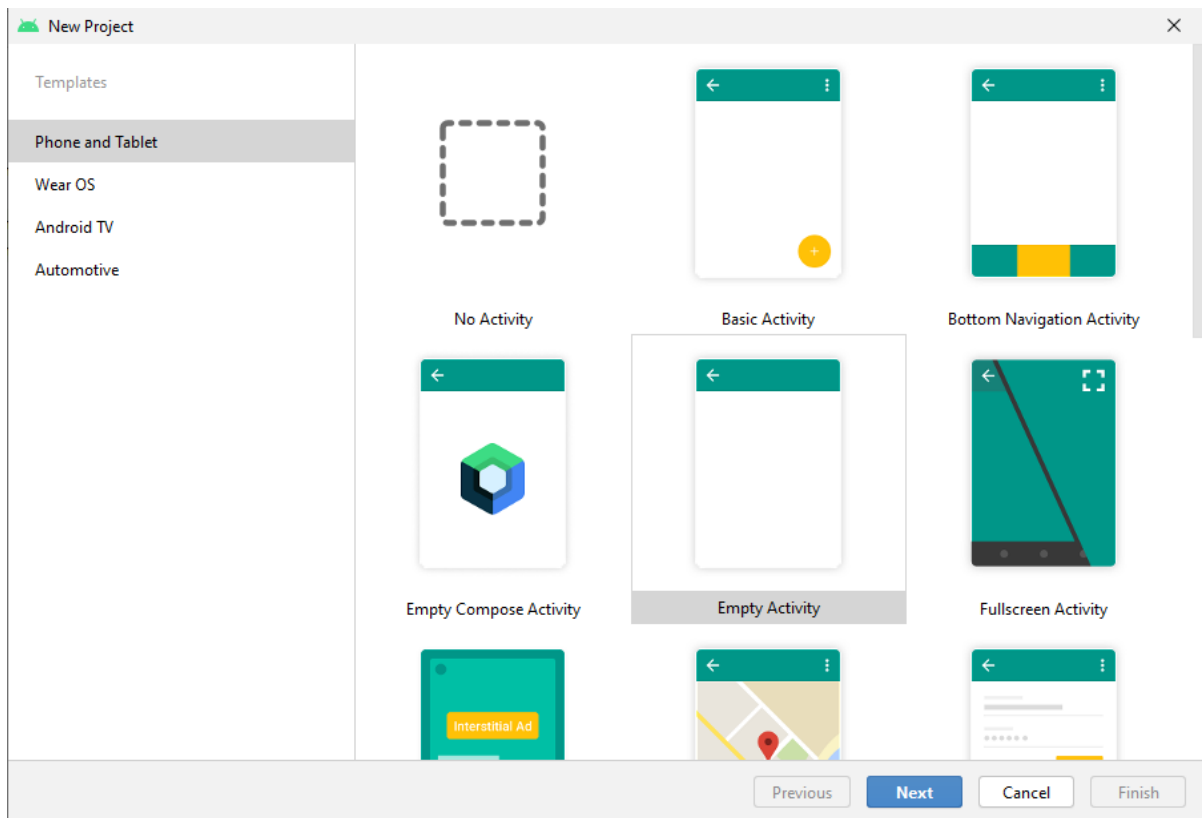 New Project
Templates
Phone and Tablet
Wear OS
Android TV
Automotive
No Activity
Basic Activity
Bottom Navigation Activity
Empty Compose Activity
Empty Activity
Fullscreen Activity
Interstitial Ad
Previous
Next
Cancel
Finish